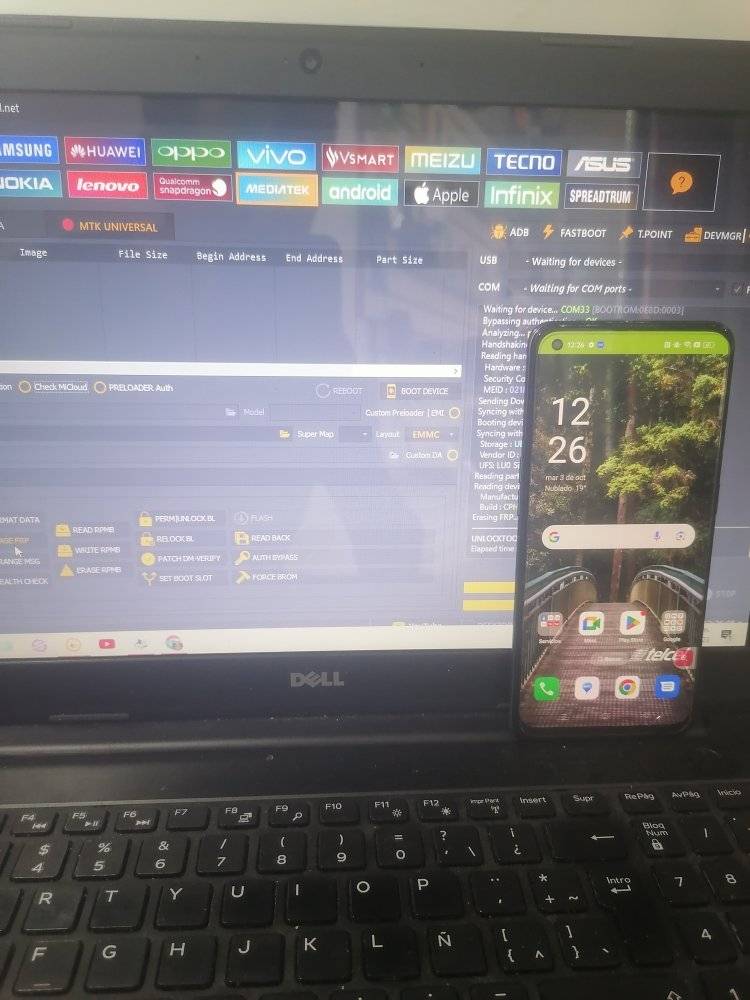 l.net
AMSUNG HUAWEI oppo vivo VSMART MEIZU TECNO ASUS
NOKIA lenovo Qualcomm snapdragon MEDIATEK android Apple Infinix SPREADTRUM ?
A MTK UNIVERSAL
ADB FASTBOOT T.POINT DEVMGR
Image File Size Begin Address End Address Part Size
USB - Waiting for devices -
COM - Waiting for COM ports -
Waiting for device... COM33 [BOOTROM:0E8D:0003]
Bypassing authentication... OK
Analyzing..
Handshaking
Reading har
Hardware :
Security Co
MEID : 021
Sending Dow
Syncing with
Booting devic
Syncing with
Storage : U
Vendor ID :
UFS: LU0 Si
Reading part
Reading devi
Manufactu
Build : CPH
Erasing FRP...
UNLOCKTOO
Elapsed time
tion Check MiCloud PRELOADER Auth
REBOOT BOOT DEVICE
Model Custom Preloader | EMI
Super Map Layout EMMC
Custom DA
RMAT DATA READ RPMB PERM|UNLOCK BL FLASH
ASE FRP WRITE RPMB RELOCK BL READ BACK
RANGE MSG ERASE RPMB PATCH DM-VERIFY AUTH BYPASS
EALTH CHECK SET BOOT SLOT FORCE BROM
STOP
YouTube
12:26
12
26
mar 3 de oct
Nublado 19°
G
Servicios Meet Play Store Google
telcel
DELL
F4 F5 F6 F7 F8 F9 F10 F11 F12 Impr Pant Insert Supr RePág AvPág Inicio
$ 4 % 5 & 6 / 7 ( 8 ) 9 = 0 ? ' \ ¡ ¿ Bloq Num /
R T Y U I O P ¨ ´ * + ~ Intro 7 8
F G H J K L Ñ [ { ^ ] } 4